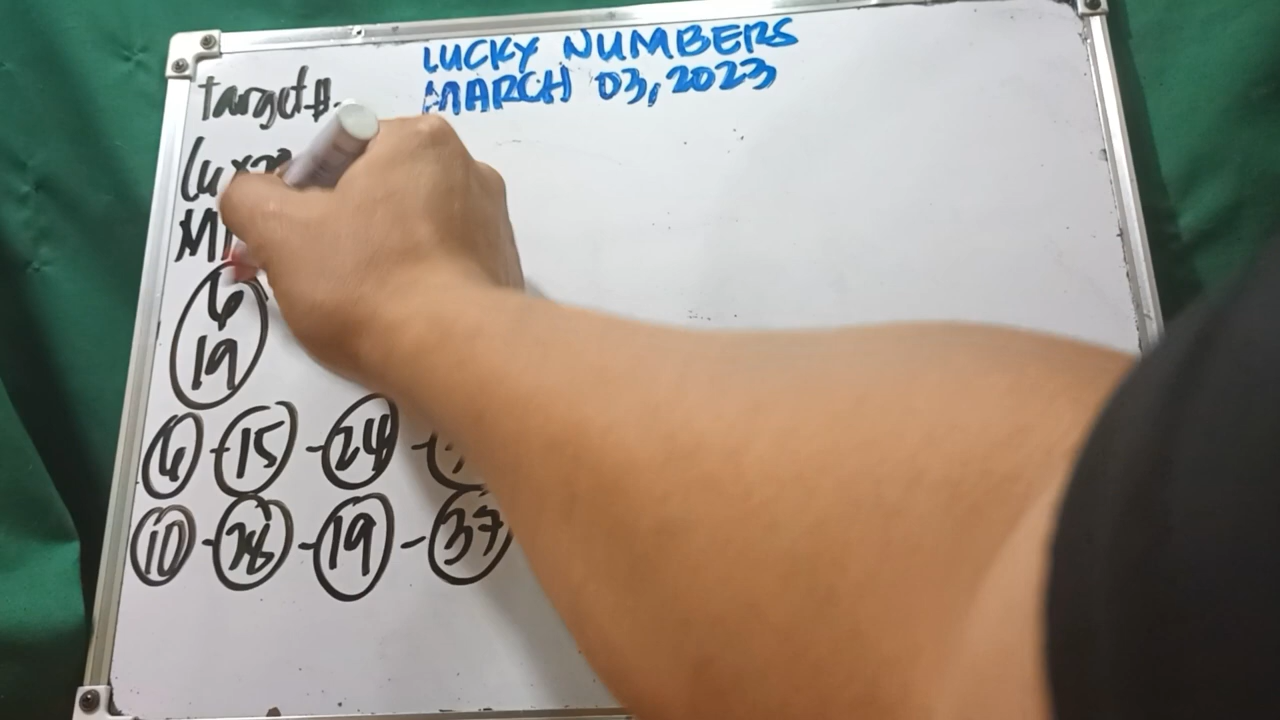 LUCKY NUMBERS
MARCH 03, 2023
target #.
6
19
6 - 15 - 24 -
10 - 28 - 19 - 37